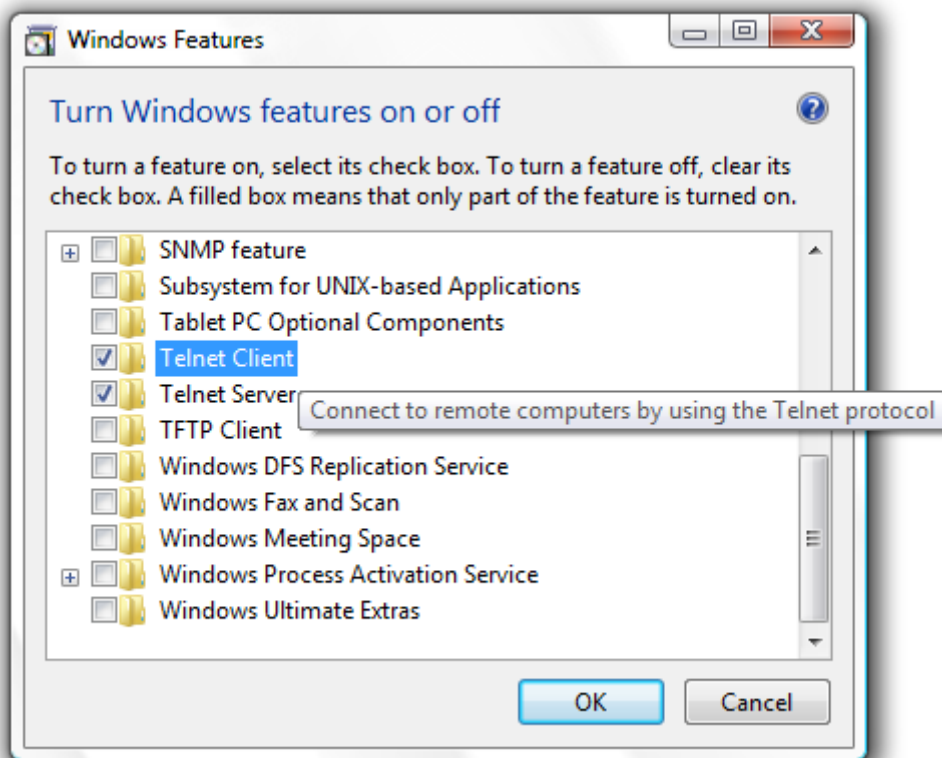 Windows Features
Turn Windows features on or off
To turn a feature on, select its check box. To turn a feature off, clear its
check box. A filled box means that only part of the feature is turned on.
SNMP feature
Subsystem for UNIX-based Applications
Tablet PC Optional Components
Telnet Client
Telnet Server
Connect to remote computers by using the Telnet protocol
TFTP Client
Windows DFS Replication Service
Windows Fax and Scan
Windows Meeting Space
Windows Process Activation Service
Windows Ultimate Extras
OK
Cancel